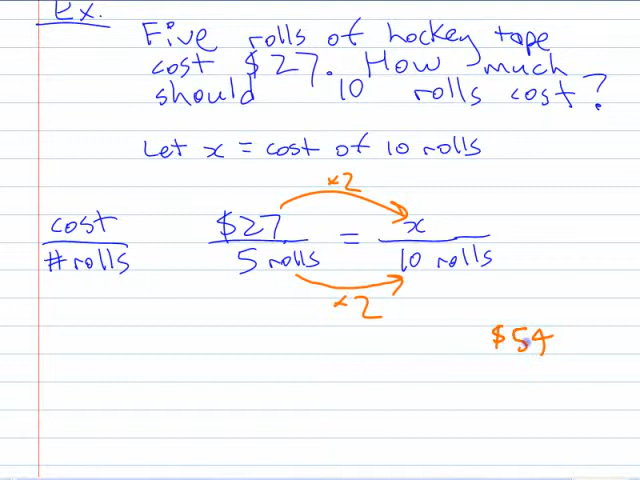 Ex.
Five rolls of hockey tape
cost $27. How much
should 10 rolls cost?
Let x = cost of 10 rolls
×2
cost $27 = x
# rolls 5 rolls 10 rolls
×2
$54